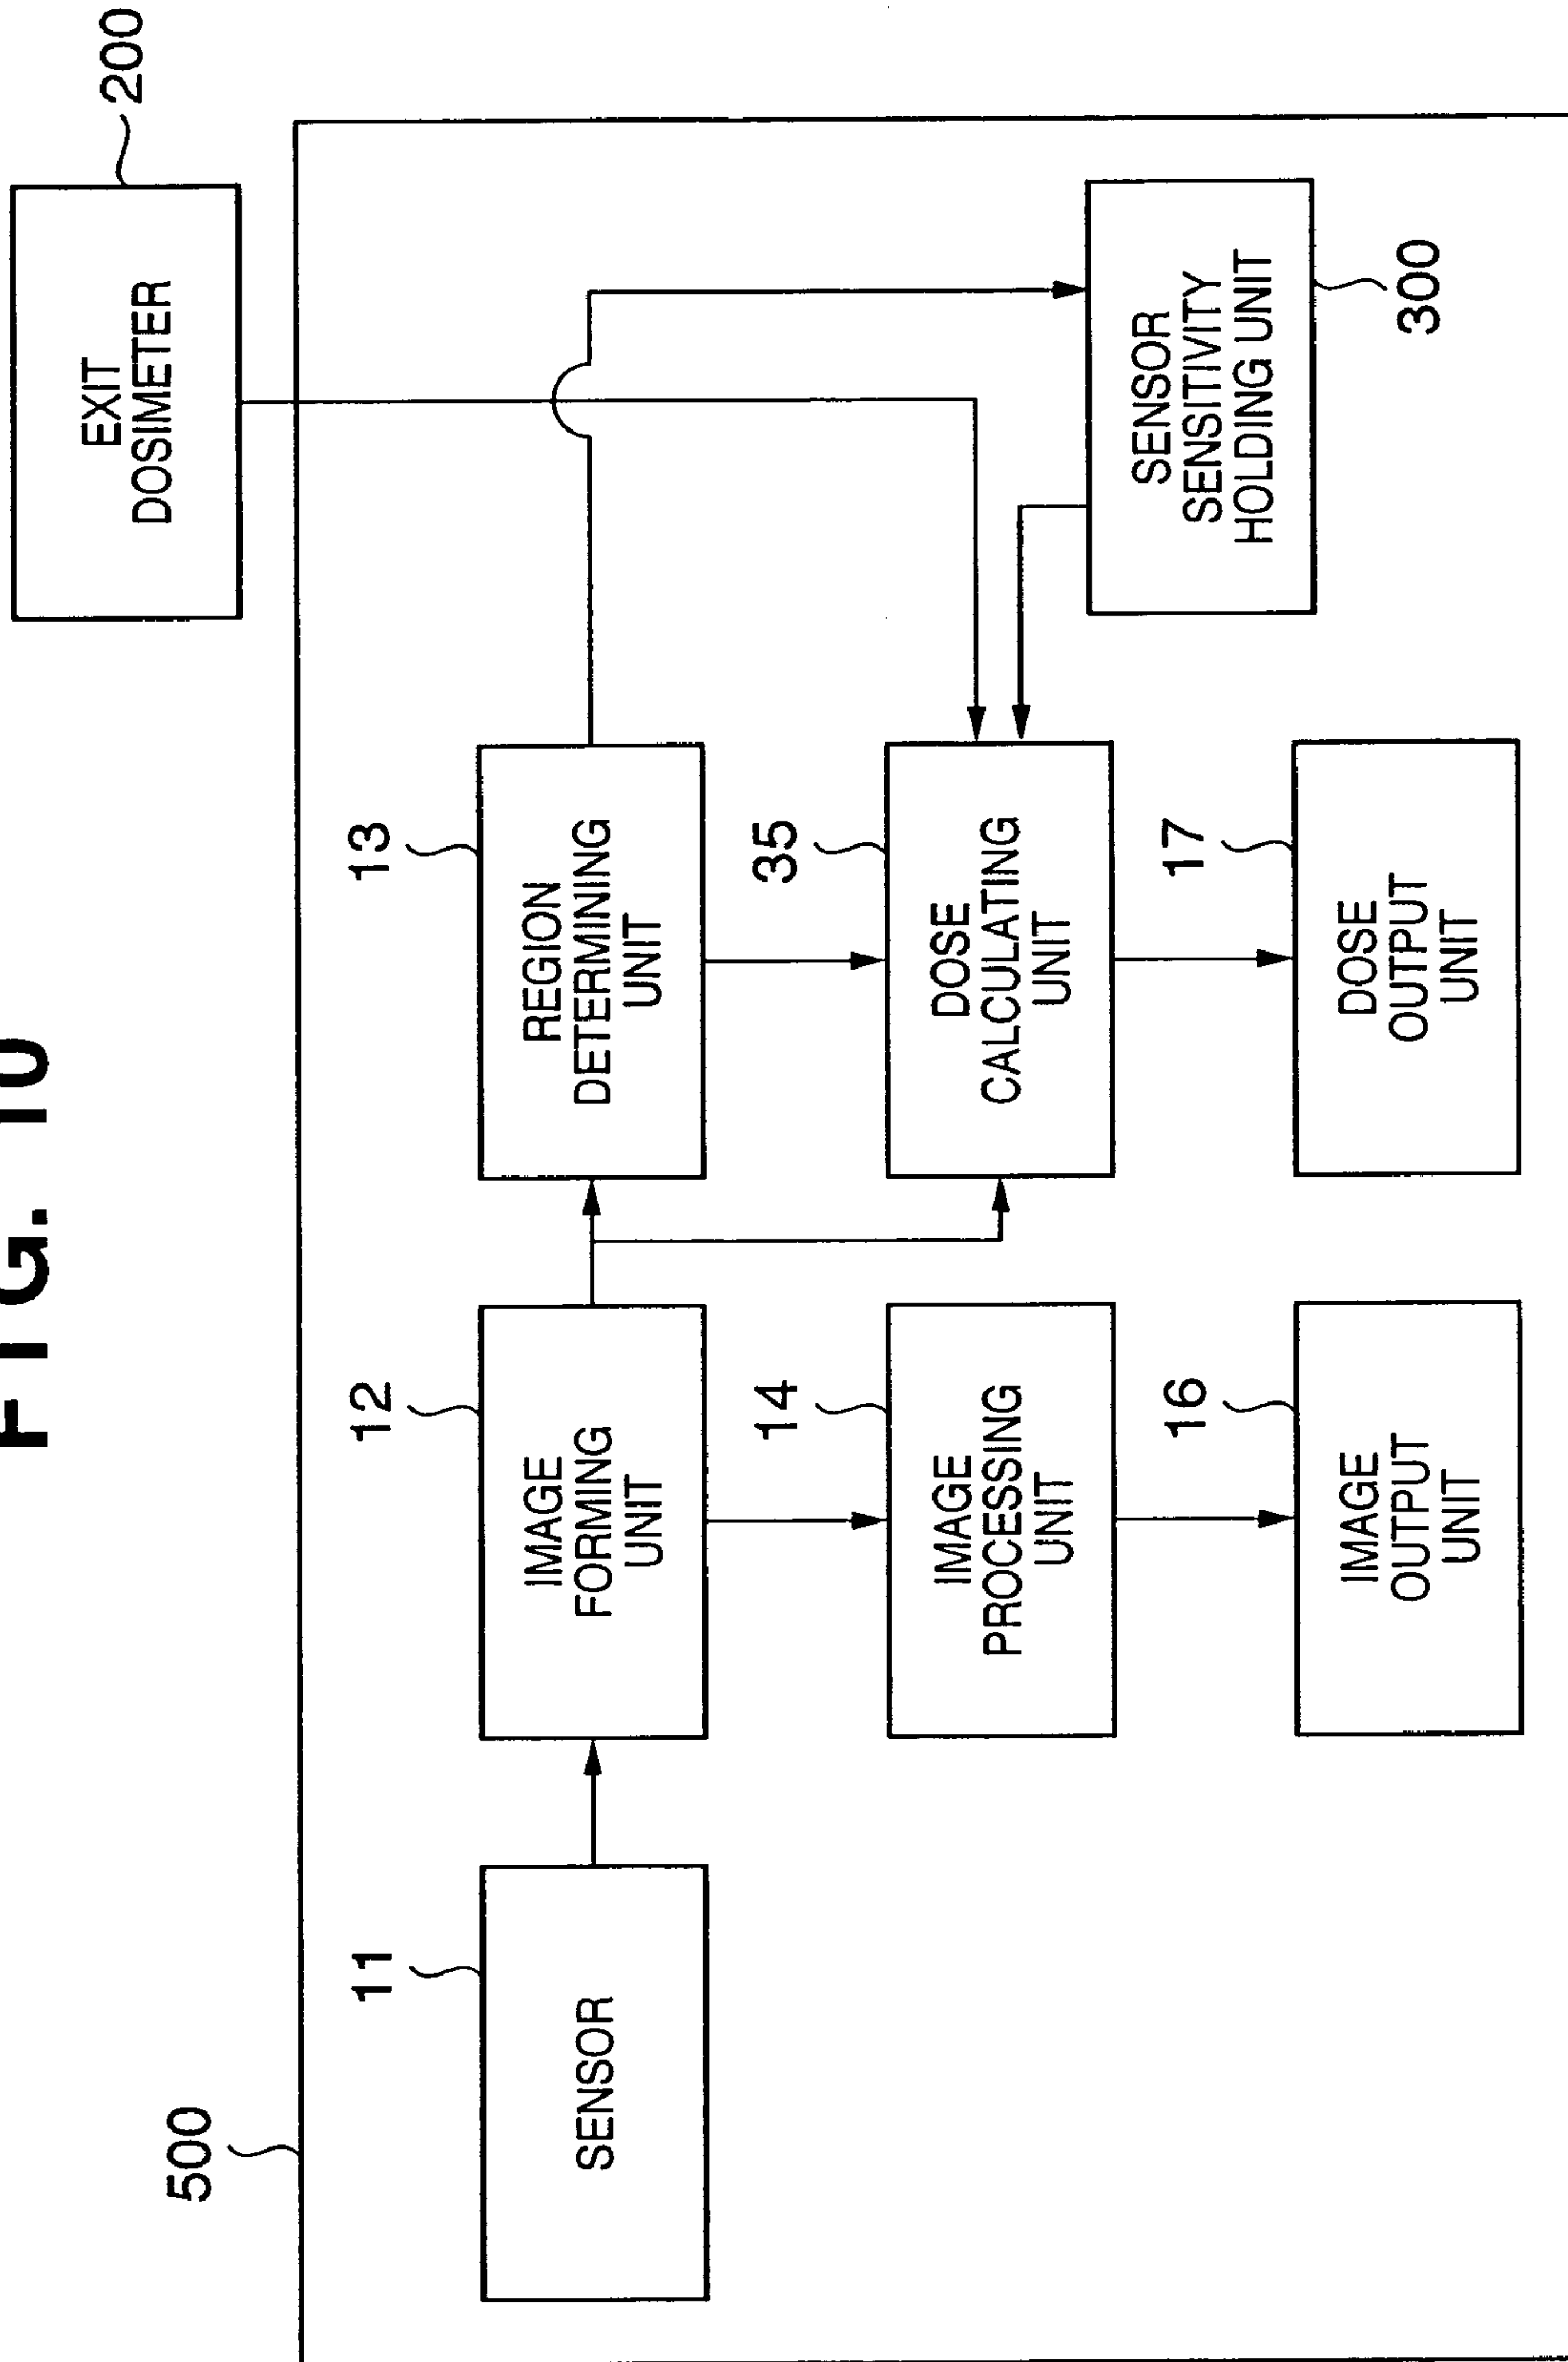 FIG. 10
EXIT
DOSIMETER
200
500
11
SENSOR
12
IMAGE
FORMING
UNIT
13
REGION
DETERMINING
UNIT
14
IMAGE
PROCESSING
UNIT
35
DOSE
CALCULATING
UNIT
SENSOR
SENSITIVITY
HOLDING UNIT
300
16
IMAGE
OUTPUT
UNIT
17
DOSE
OUTPUT
UNIT